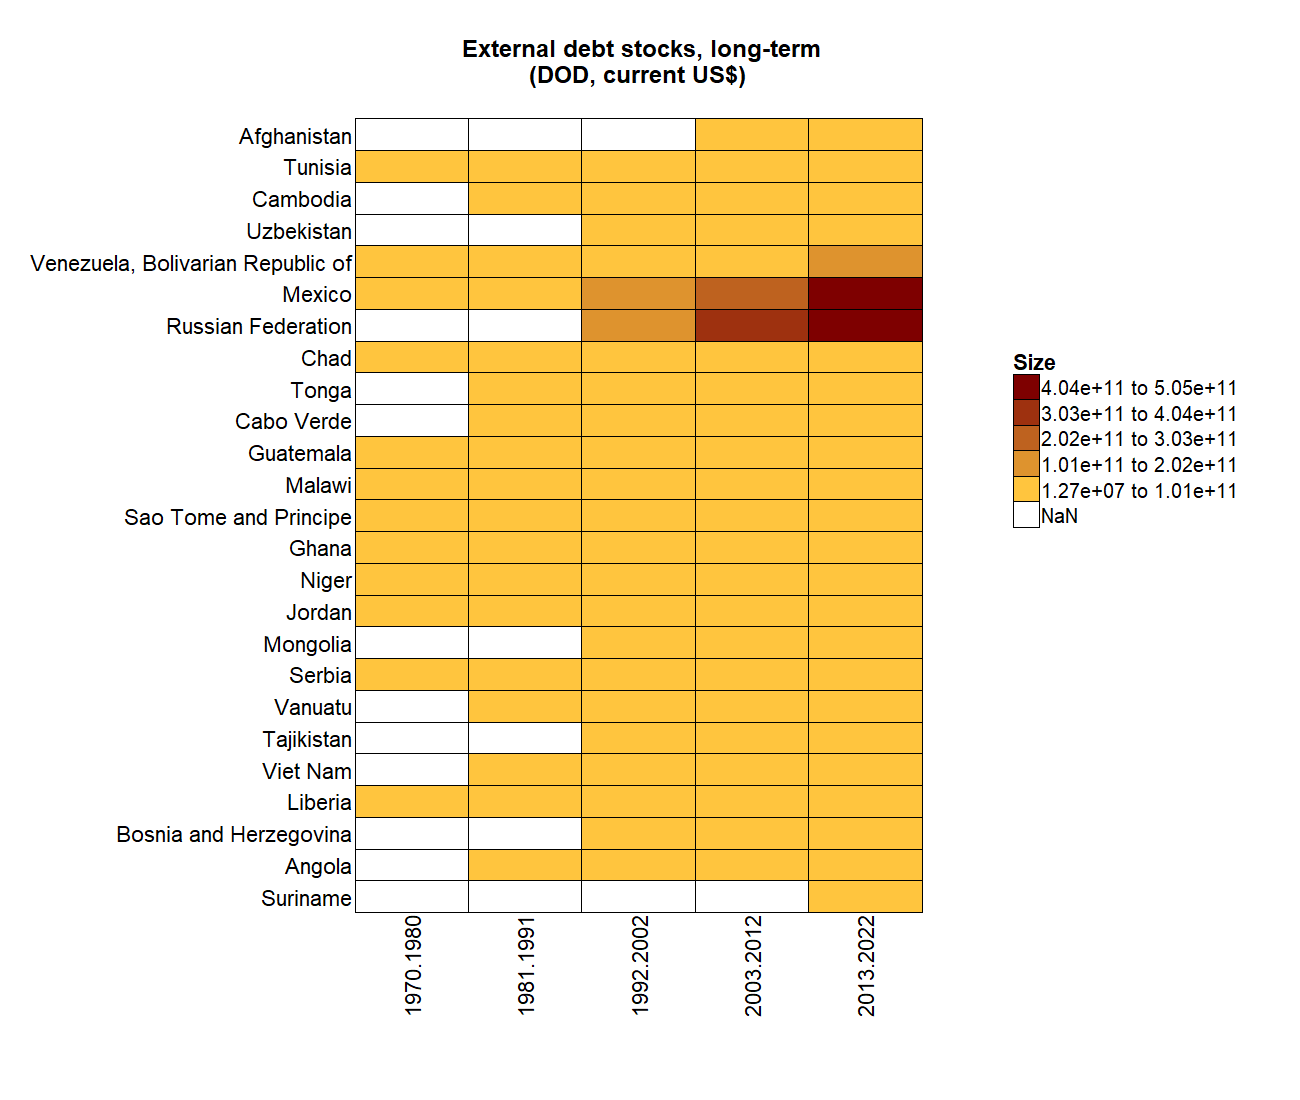 External debt stocks, long-term
(DOD, current US$)
Afghanistan
Tunisia
Cambodia
Uzbekistan
Venezuela, Bolivarian Republic of
Mexico
Russian Federation
Chad
Tonga
Cabo Verde
Guatemala
Malawi
Sao Tome and Principe
Ghana
Niger
Jordan
Mongolia
Serbia
Vanuatu
Tajikistan
Viet Nam
Liberia
Bosnia and Herzegovina
Angola
Suriname
1970.1980
1981.1991
1992.2002
2003.2012
2013.2022
Size
4.04e+11 to 5.05e+11
3.03e+11 to 4.04e+11
2.02e+11 to 3.03e+11
1.01e+11 to 2.02e+11
1.27e+07 to 1.01e+11
NaN